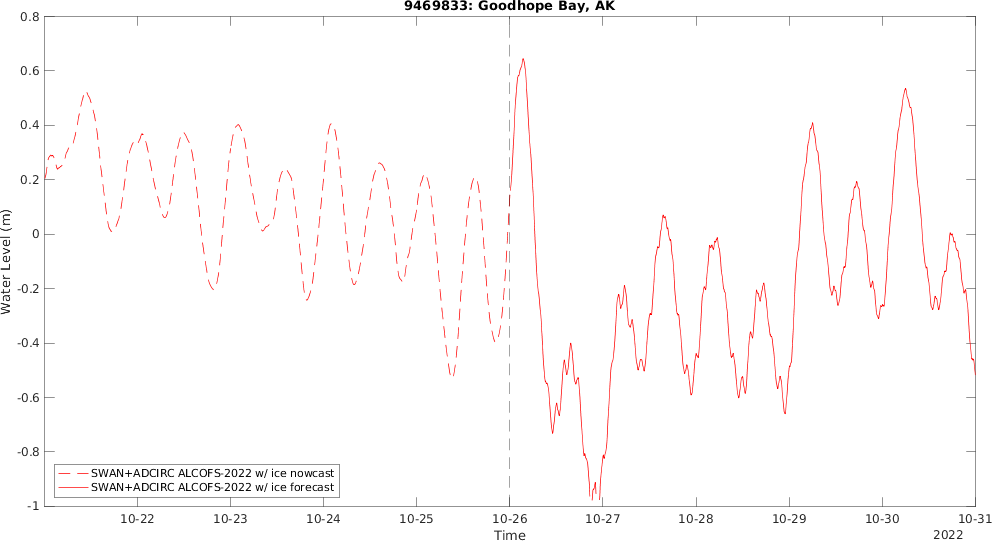 9469833: Goodhope Bay, AK
0.8
0.6
0.4
0.2
0
-0.2
-0.4
-0.6
-0.8
-1
Water Level (m)
SWAN+ADCIRC ALCOFS-2022 w/ ice nowcast
SWAN+ADCIRC ALCOFS-2022 w/ ice forecast
10-22 10-23 10-24 10-25 10-26 10-27 10-28 10-29 10-30 10-31
Time
2022